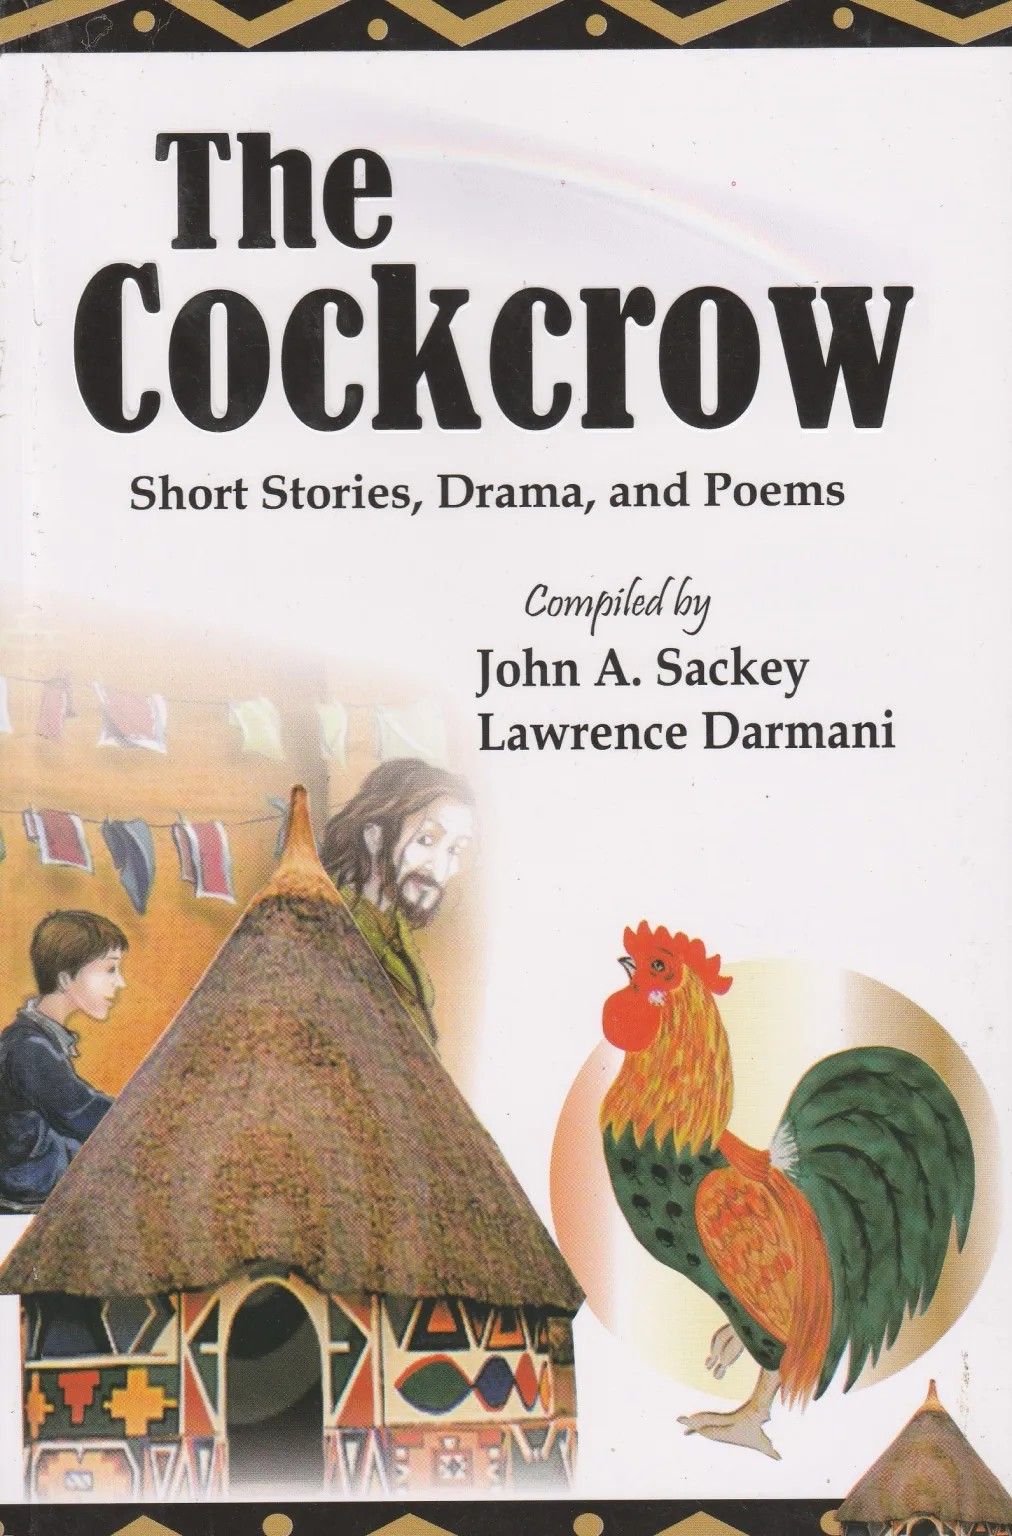 The
Cockcrow
Short Stories, Drama, and Poems
Compiled by
John A. Sackey
Lawrence Darmani